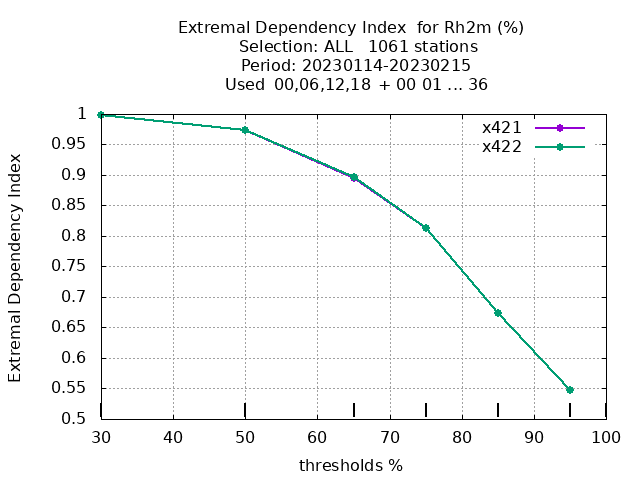 Extremal Dependency Index  for Rh2m (%)
Selection: ALL   1061 stations
Period: 20230114-20230215
Used  00,06,12,18  + 00 01 ... 36
x421
x422
1
0.95
0.9
0.85
0.8
0.75
0.7
0.65
0.6
0.55
0.5
Extremal Dependency Index
30 40 50 60 70 80 90 100
thresholds %